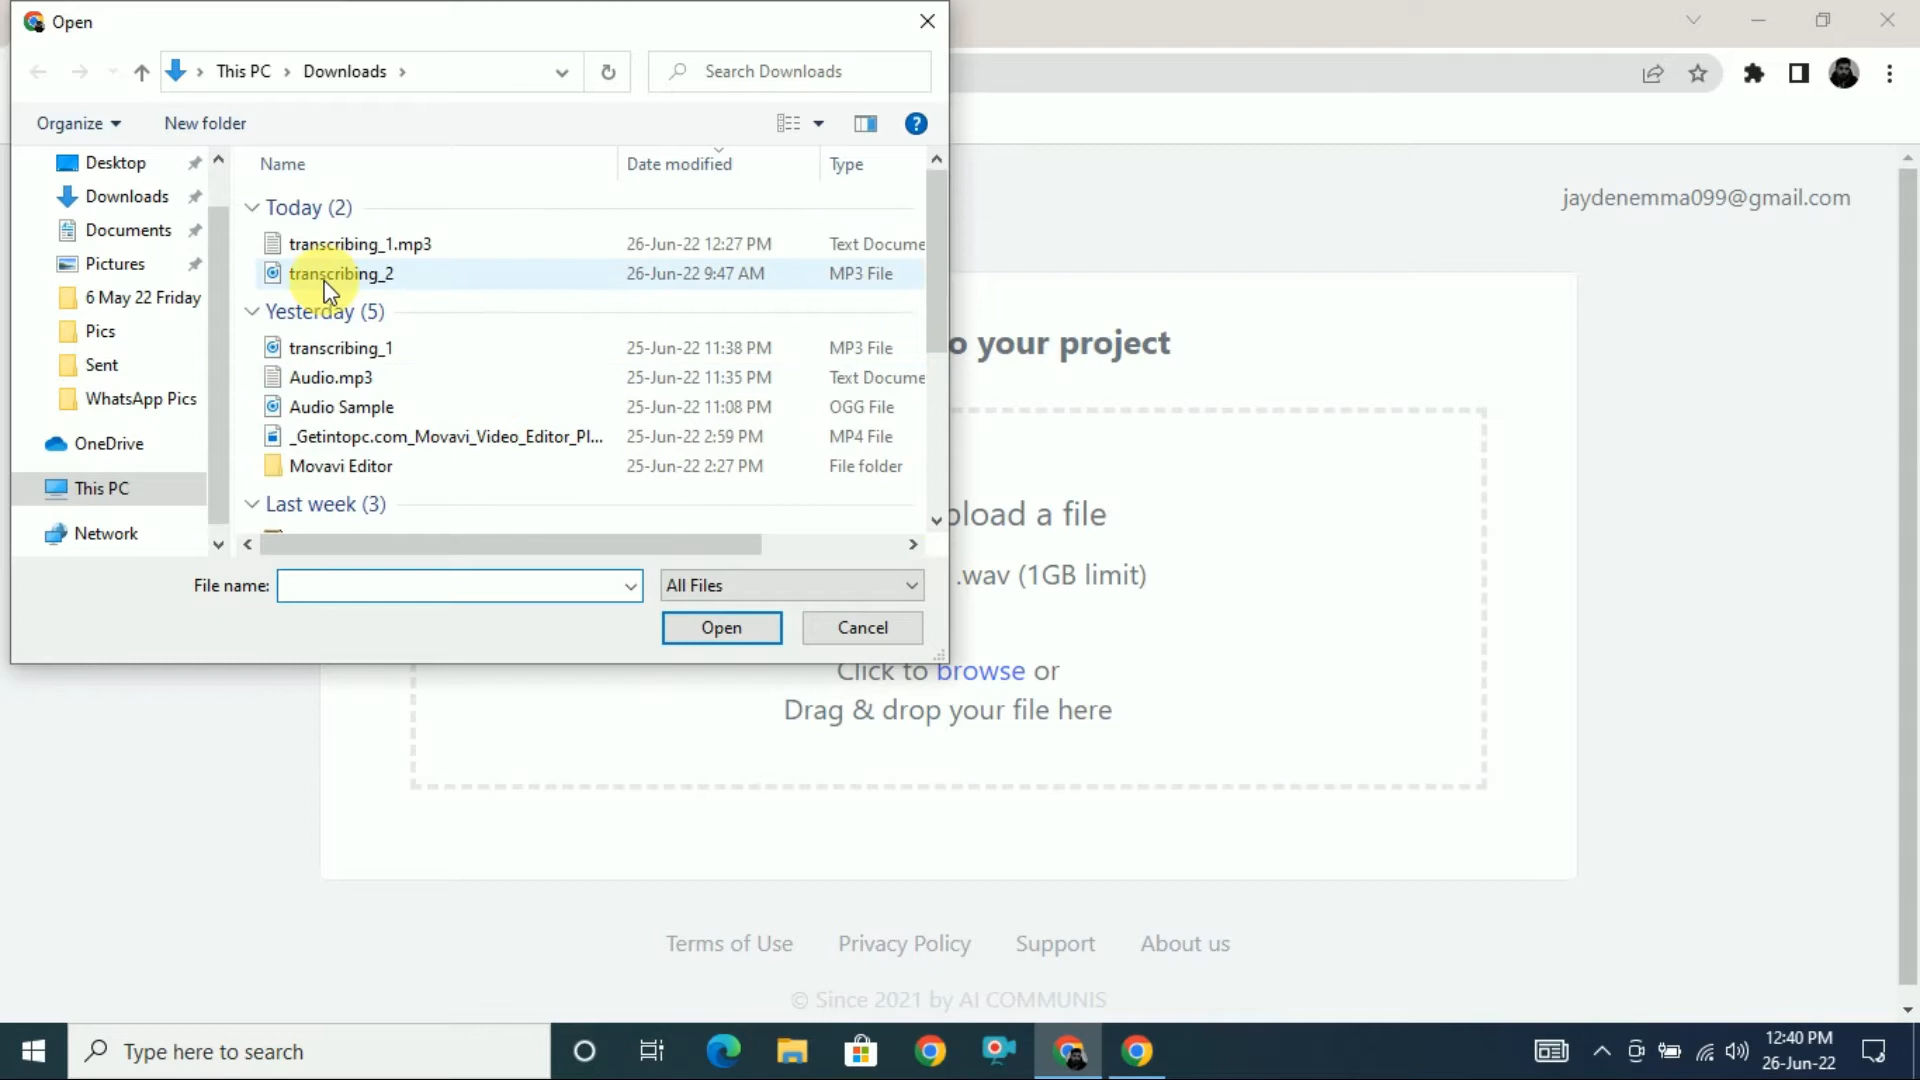 Open
This PC
Downloads
Search Downloads
Organize
New folder
?
Desktop
Downloads
Documents
Pictures
6 May 22 Friday
Pics
Sent
WhatsApp Pics
OneDrive
This PC
Network
Name Date modified Type
Today (2)
transcribing_1.mp3 26-Jun-22 12:27 PM Text Docume
transcribing_2 26-Jun-22 9:47 AM MP3 File
Yesterday (5)
transcribing_1 25-Jun-22 11:38 PM MP3 File
Audio.mp3 25-Jun-22 11:35 PM Text Docume
Audio Sample 25-Jun-22 11:08 PM OGG File
_Getintopc.com_Movavi_Video_Editor_Pl... 25-Jun-22 2:59 PM MP4 File
Movavi Editor 25-Jun-22 2:27 PM File folder
Last week (3)
File name:
All Files
Open Cancel
jaydenemma099@gmail.com
o your project
pload a file
.wav (1GB limit)
Click to browse or
Drag & drop your file here
Terms of Use Privacy Policy Support About us
© Since 2021 by AI COMMUNIS
Type here to search
12:40 PM
26-Jun-22